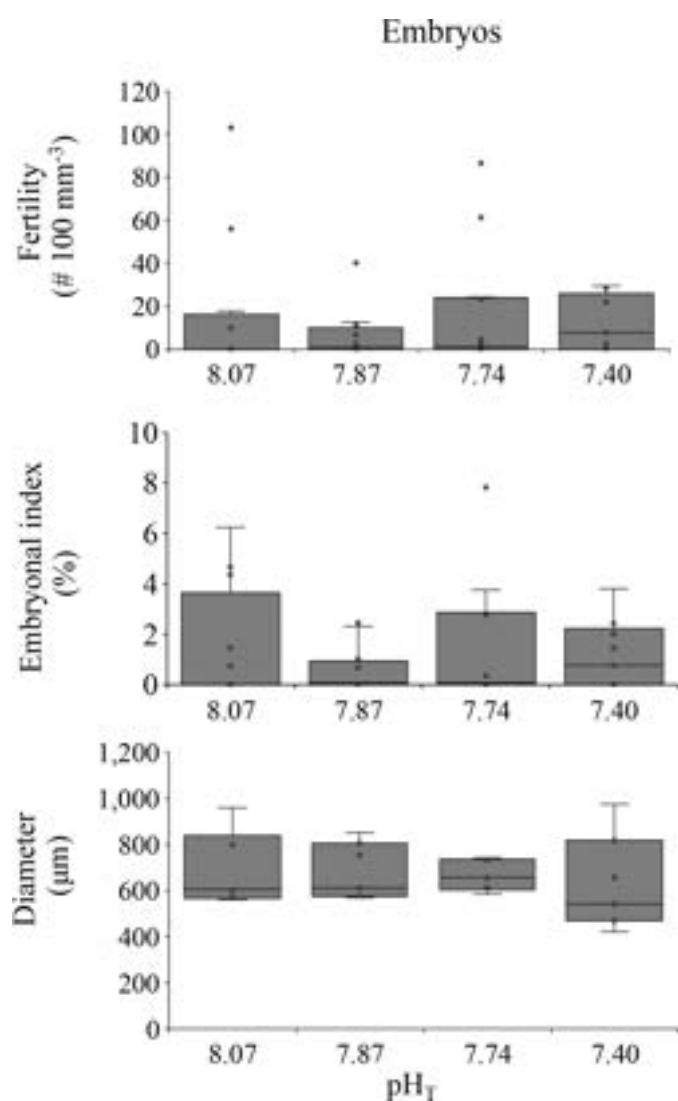 Embryos
Fertility
(# 100 mm⁻³)
120
100
80
60
40
20
0
8.07 7.87 7.74 7.40
Embryonal index
(%)
10
8
6
4
2
0
8.07 7.87 7.74 7.40
Diameter
(µm)
1,200
1,000
800
600
400
200
0
8.07 7.87 7.74 7.40
pH_T